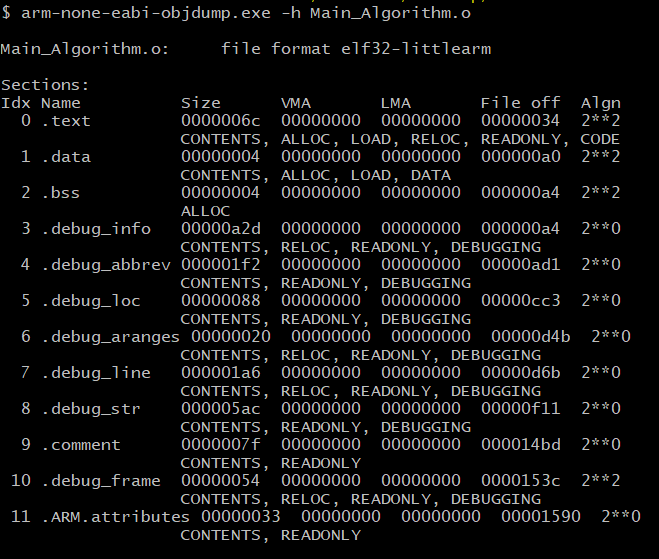 $ arm-none-eabi-objdump.exe -h Main_Algorithm.o
Main_Algorithm.o:     file format elf32-littlearm
Sections:
Idx Name          Size      VMA       LMA       File off  Algn
  0 .text         0000006c  00000000  00000000  00000034  2**2
                  CONTENTS, ALLOC, LOAD, RELOC, READONLY, CODE
  1 .data         00000004  00000000  00000000  000000a0  2**2
                  CONTENTS, ALLOC, LOAD, DATA
  2 .bss          00000004  00000000  00000000  000000a4  2**2
                  ALLOC
  3 .debug_info   00000a2d  00000000  00000000  000000a4  2**0
                  CONTENTS, RELOC, READONLY, DEBUGGING
  4 .debug_abbrev 000001f2  00000000  00000000  00000ad1  2**0
                  CONTENTS, READONLY, DEBUGGING
  5 .debug_loc    00000088  00000000  00000000  00000cc3  2**0
                  CONTENTS, READONLY, DEBUGGING
  6 .debug_aranges 00000020  00000000  00000000  00000d4b  2**0
                  CONTENTS, RELOC, READONLY, DEBUGGING
  7 .debug_line   000001a6  00000000  00000000  00000d6b  2**0
                  CONTENTS, RELOC, READONLY, DEBUGGING
  8 .debug_str    000005ac  00000000  00000000  00000f11  2**0
                  CONTENTS, READONLY, DEBUGGING
  9 .comment      0000007f  00000000  00000000  000014bd  2**0
                  CONTENTS, READONLY
 10 .debug_frame  00000054  00000000  00000000  0000153c  2**2
                  CONTENTS, RELOC, READONLY, DEBUGGING
 11 .ARM.attributes 00000033  00000000  00000000  00001590  2**0
                  CONTENTS, READONLY